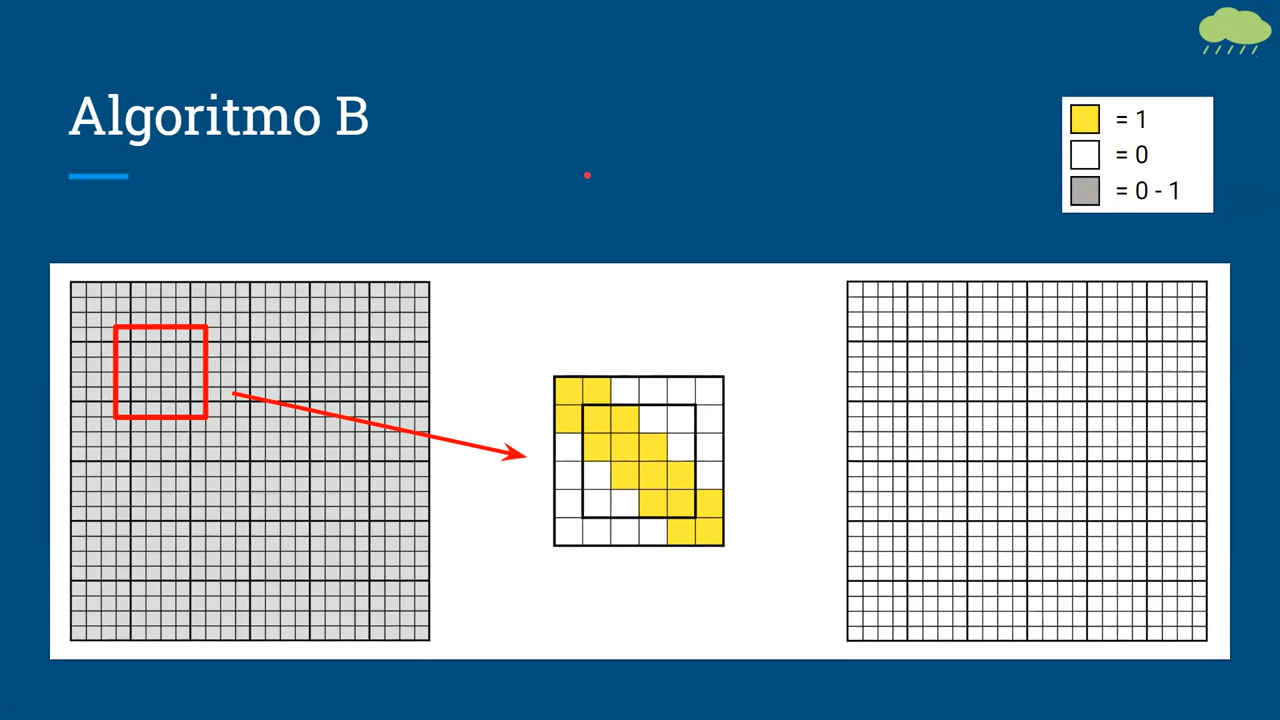 Algoritmo B
= 1
= 0
= 0 - 1